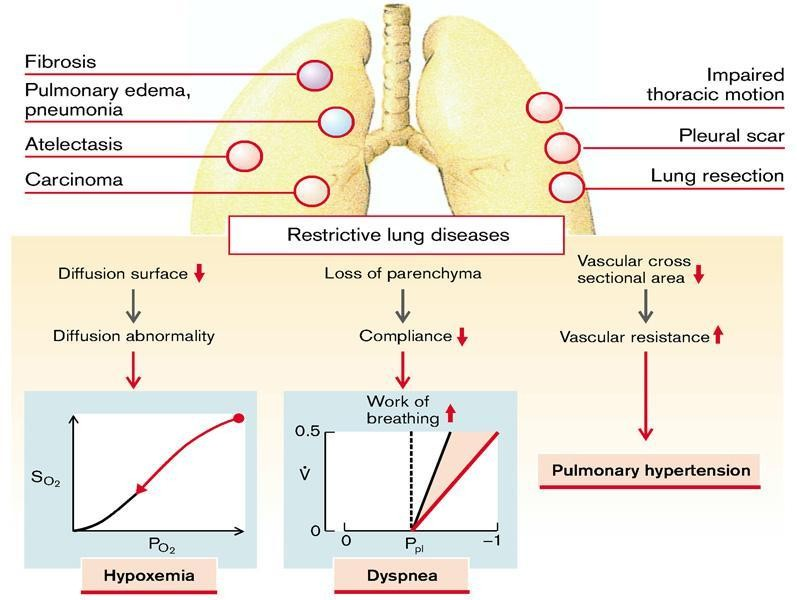 Fibrosis
Pulmonary edema,
pneumonia
Atelectasis
Carcinoma
Impaired
thoracic motion
Pleural scar
Lung resection
Restrictive lung diseases
Diffusion surface
Diffusion abnormality
Loss of parenchyma
Compliance
Vascular cross
sectional area
Vascular resistance
Work of
breathing
SO2
PO2
Hypoxemia
0.5
V̇
0
0
Ppl
−1
Dyspnea
Pulmonary hypertension